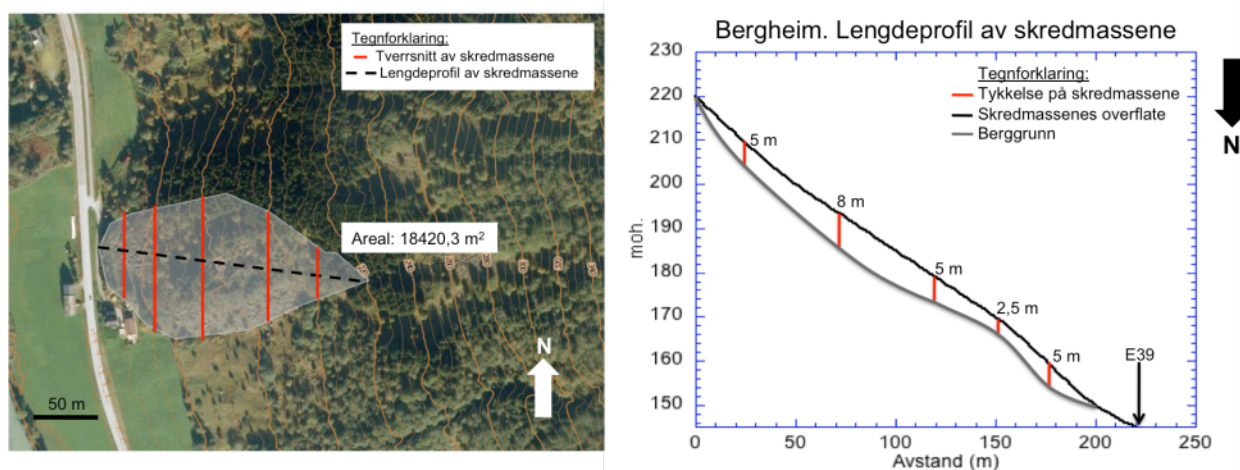 Tegnforklaring:
Tverrsnitt av skredmassene
Lengdeprofil av skredmassene
Areal: 18420,3 m²
N
50 m
Bergheim. Lengdeprofil av skredmassene
230
220
210
200
190
180
170
160
150
moh.
Tegnforklaring:
Tykkelse på skredmassene
Skredmassenes overflate
Berggrunn
5 m
8 m
5 m
2,5 m
5 m
E39
0
50
100
150
200
250
Avstand (m)
N